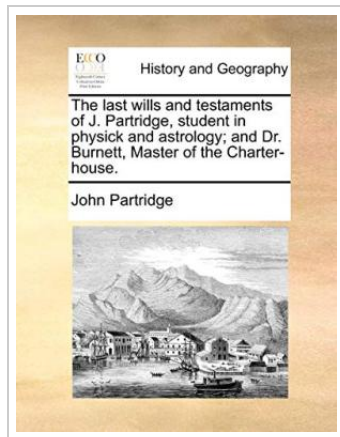 ECCO
History and Geography
The last wills and testaments
of J. Partridge, student in
physick and astrology; and Dr.
Burnett, Master of the Charter-
house.
John Partridge